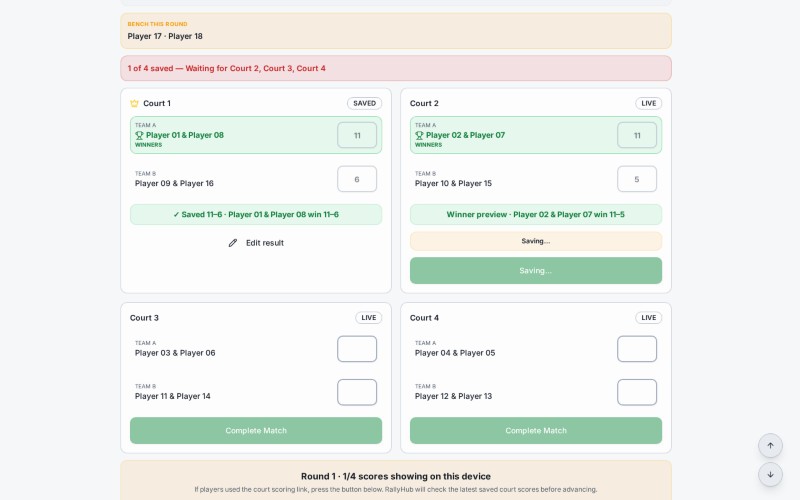 BENCH THIS ROUND
Player 17 · Player 18
1 of 4 saved — Waiting for Court 2, Court 3, Court 4
Court 1
SAVED
TEAM A
Player 01 & Player 08
WINNERS
11
TEAM B
Player 09 & Player 16
6
✓ Saved 11–6 · Player 01 & Player 08 win 11–6
Edit result
Court 2
LIVE
TEAM A
Player 02 & Player 07
WINNERS
11
TEAM B
Player 10 & Player 15
5
Winner preview · Player 02 & Player 07 win 11–5
Saving...
Saving...
Court 3
LIVE
TEAM A
Player 03 & Player 06
TEAM B
Player 11 & Player 14
Complete Match
Court 4
LIVE
TEAM A
Player 04 & Player 05
TEAM B
Player 12 & Player 13
Complete Match
Round 1 · 1/4 scores showing on this device
If players used the court scoring link, press the button below. RallyHub will check the latest saved court scores before advancing.